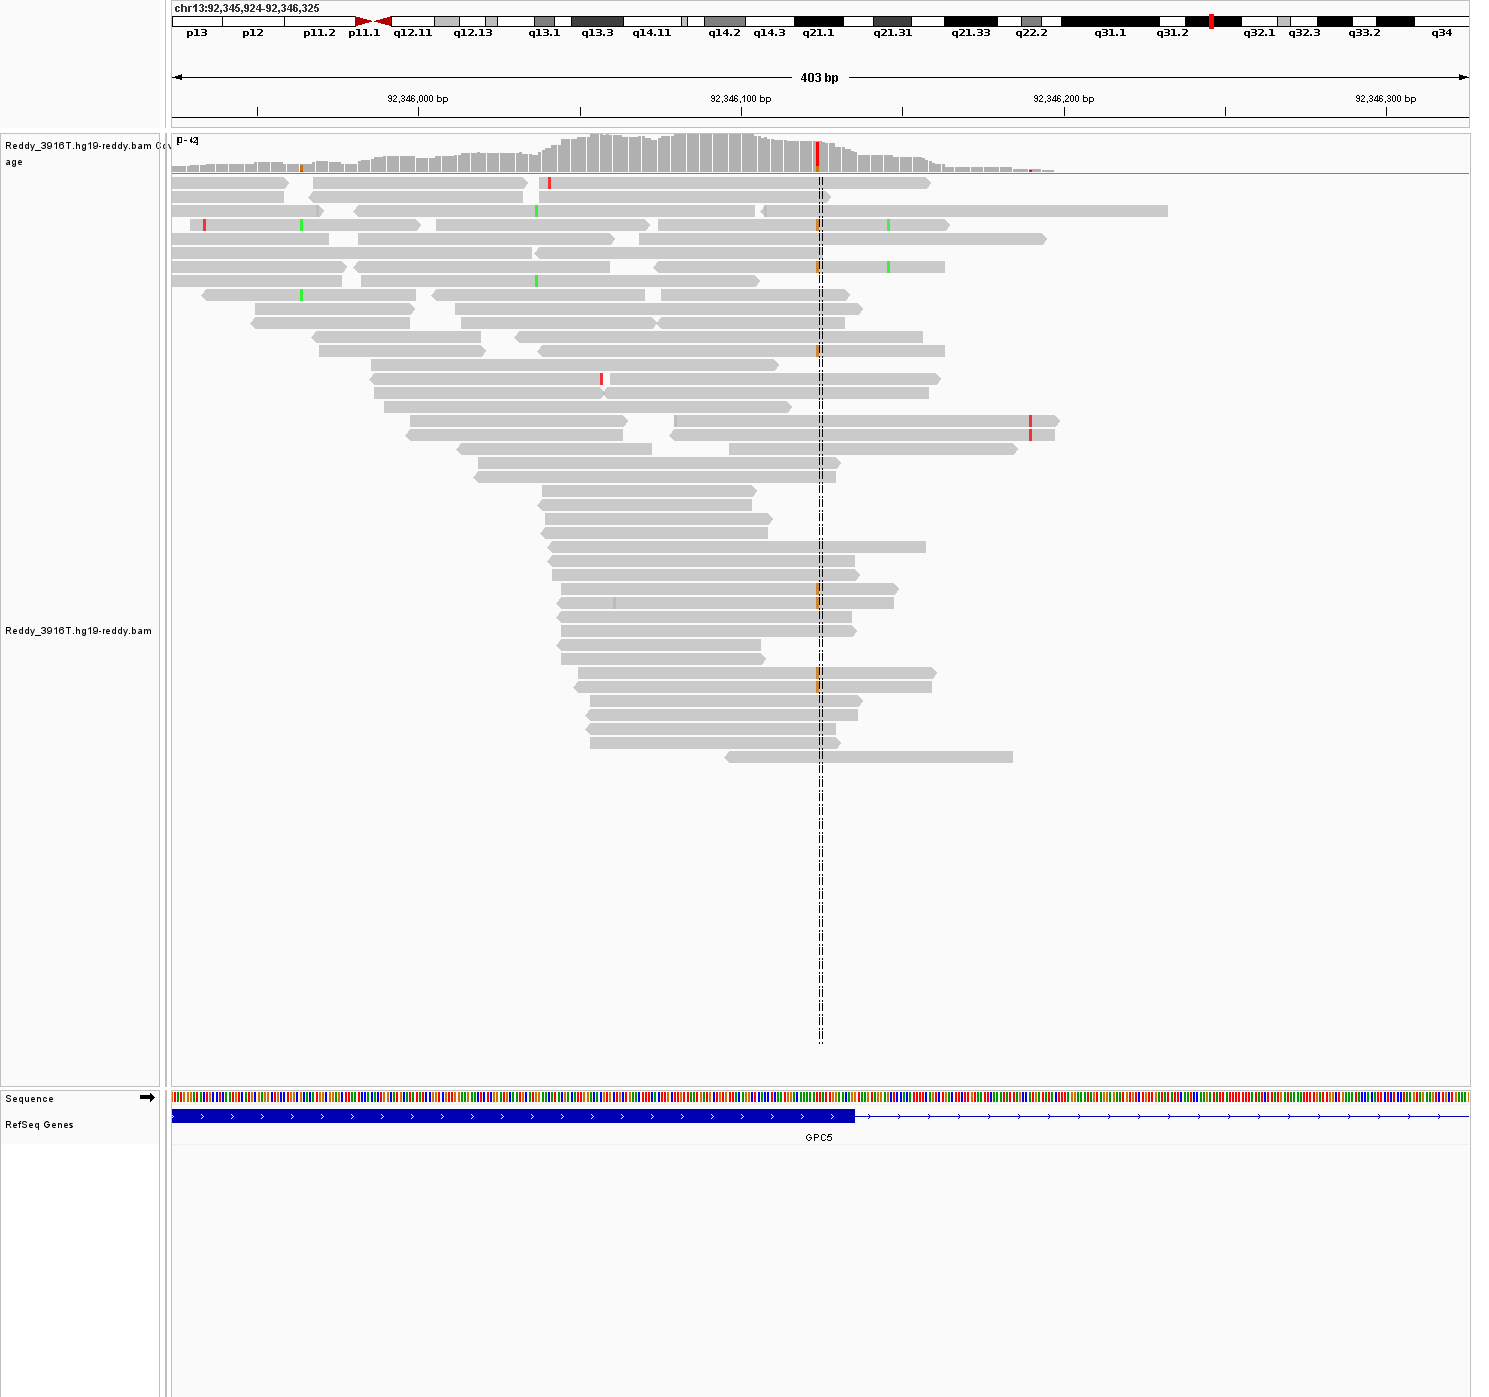 chr13:92,345,924-92,346,325
p13 p12 p11.2 p11.1 q12.11 q12.13 q13.1 q13.3 q14.11 q14.2 q14.3 q21.1 q21.31 q21.33 q22.2 q31.1 q31.2 q32.1 q32.3 q33.2 q34
403 bp
92,346,000 bp 92,346,100 bp 92,346,200 bp 92,346,300 bp
[0 - 42]
Reddy_3916T.hg19-reddy.bam Cov
age
Reddy_3916T.hg19-reddy.bam
Sequence
RefSeq Genes
GPC5